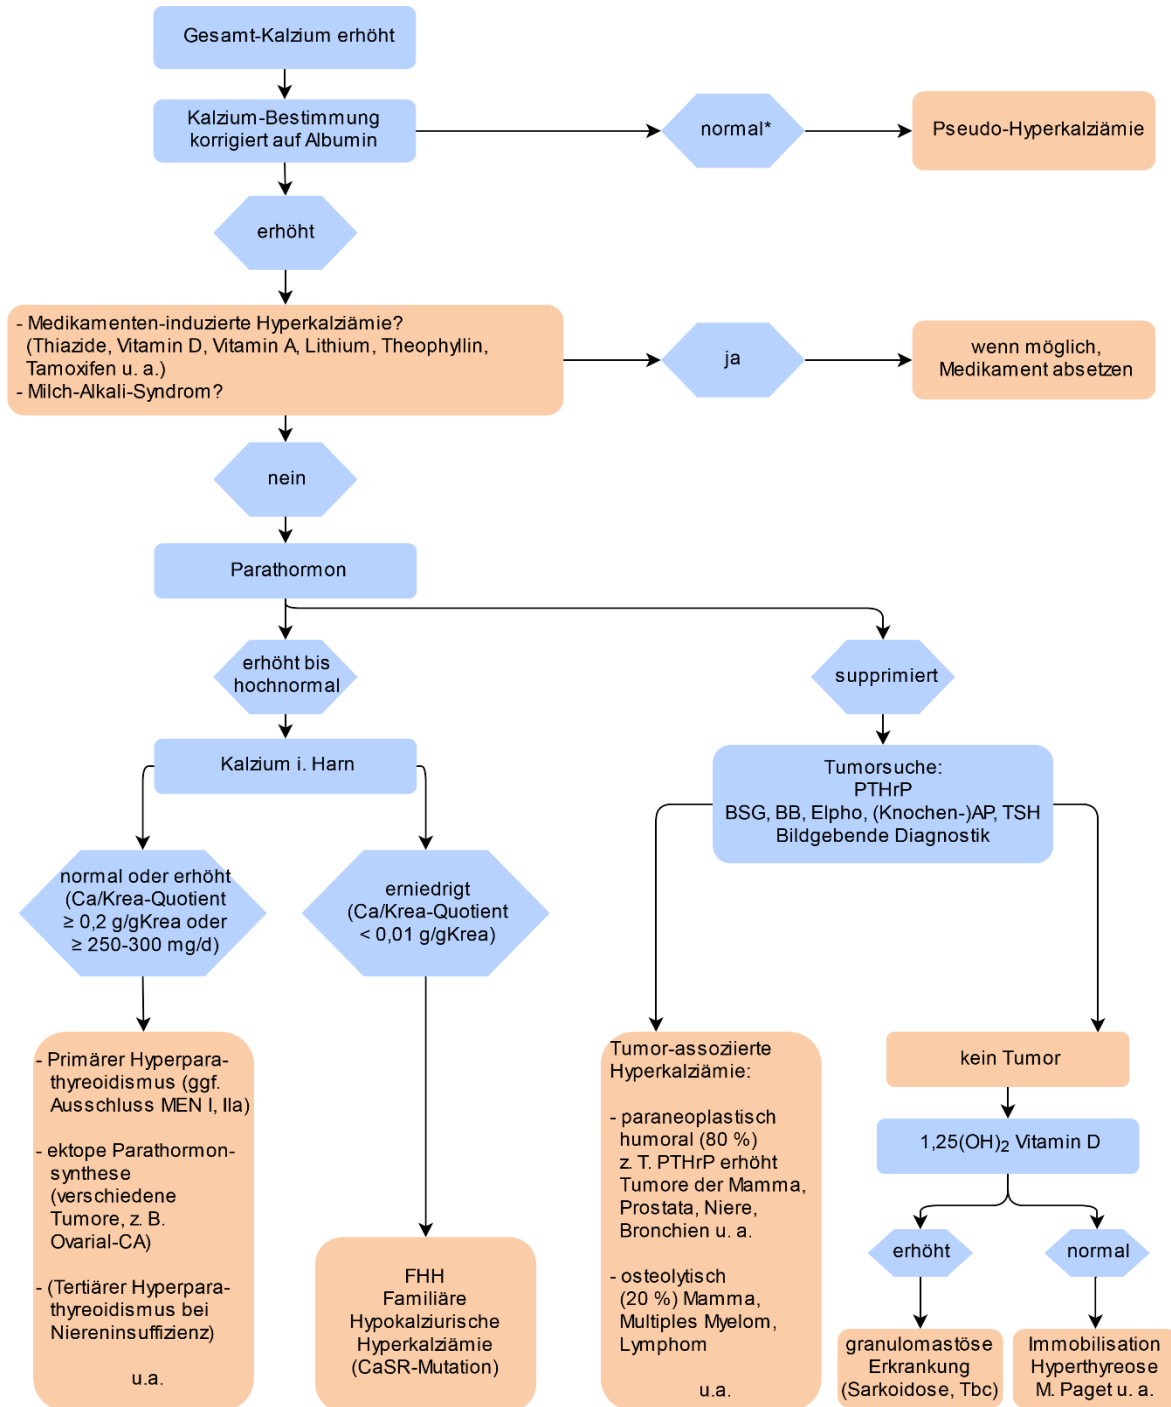 Gesamt-Kalzium erhöht
Kalzium-Bestimmung
korrigiert auf Albumin
normal*
Pseudo-Hyperkalziämie
erhöht
- Medikamenten-induzierte Hyperkalziämie?
(Thiazide, Vitamin D, Vitamin A, Lithium, Theophyllin,
Tamoxifen u. a.)
- Milch-Alkali-Syndrom?
ja
wenn möglich,
Medikament absetzen
nein
Parathormon
erhöht bis
hochnormal
supprimiert
Kalzium i. Harn
Tumorsuche:
PTHrP
BSG, BB, Elpho, (Knochen-)AP, TSH
Bildgebende Diagnostik
normal oder erhöht
(Ca/Krea-Quotient
≥ 0,2 g/gKrea oder
≥ 250-300 mg/d)
erniedrigt
(Ca/Krea-Quotient
< 0,01 g/gKrea)
- Primärer Hyperpara-
thyreoidismus (ggf.
Ausschluss MEN I, IIa)
- ektope Parathormon-
synthese
(verschiedene
Tumore, z. B.
Ovarial-CA)
- (Tertiärer Hyperpara-
thyreoidismus bei
Niereninsuffizienz)
u.a.
FHH
Familiäre
Hypokalziurische
Hyperkalziämie
(CaSR-Mutation)
Tumor-assoziierte
Hyperkalziämie:
- paraneoplastisch
humoral (80 %)
z. T. PTHrP erhöht
Tumore der Mamma,
Prostata, Niere,
Bronchien u. a.
- osteolytisch
(20 %) Mamma,
Multiples Myelom,
Lymphom
u.a.
kein Tumor
1,25(OH)₂ Vitamin D
erhöht
normal
granulomastöse
Erkrankung
(Sarkoidose, Tbc)
Immobilisation
Hyperthyreose
M. Paget u. a.